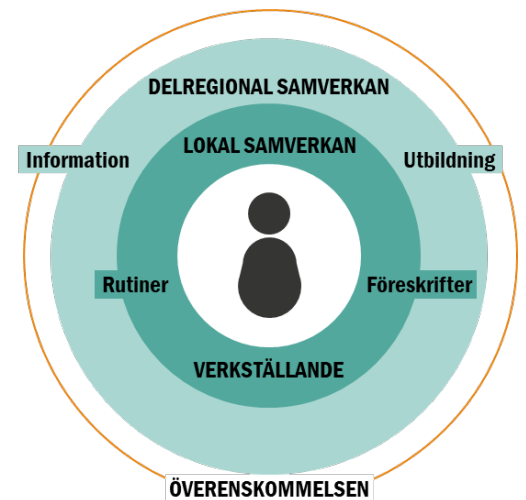 DELREGIONAL SAMVERKAN
LOKAL SAMVERKAN
Information
Utbildning
Rutiner
Föreskrifter
VERKSTÄLLANDE
ÖVERENSKOMMELSEN